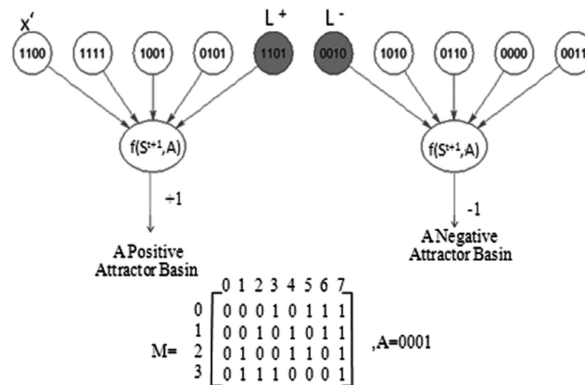 x′ L⁺ L⁻
1100 1111 1001 0101 1101 0010 1010 0110 0000 0011
f(Sᵗ⁺¹,A) f(Sᵗ⁺¹,A)
+1 -1
A Positive A Negative
Attractor Basin Attractor Basin
0 1 2 3 4 5 6 7
0 0 0 0 1 0 1 1 1
1 0 0 1 0 1 0 1 1
M= 2 0 1 0 0 1 1 0 1 ,A=0001
3 0 1 1 1 0 0 0 1